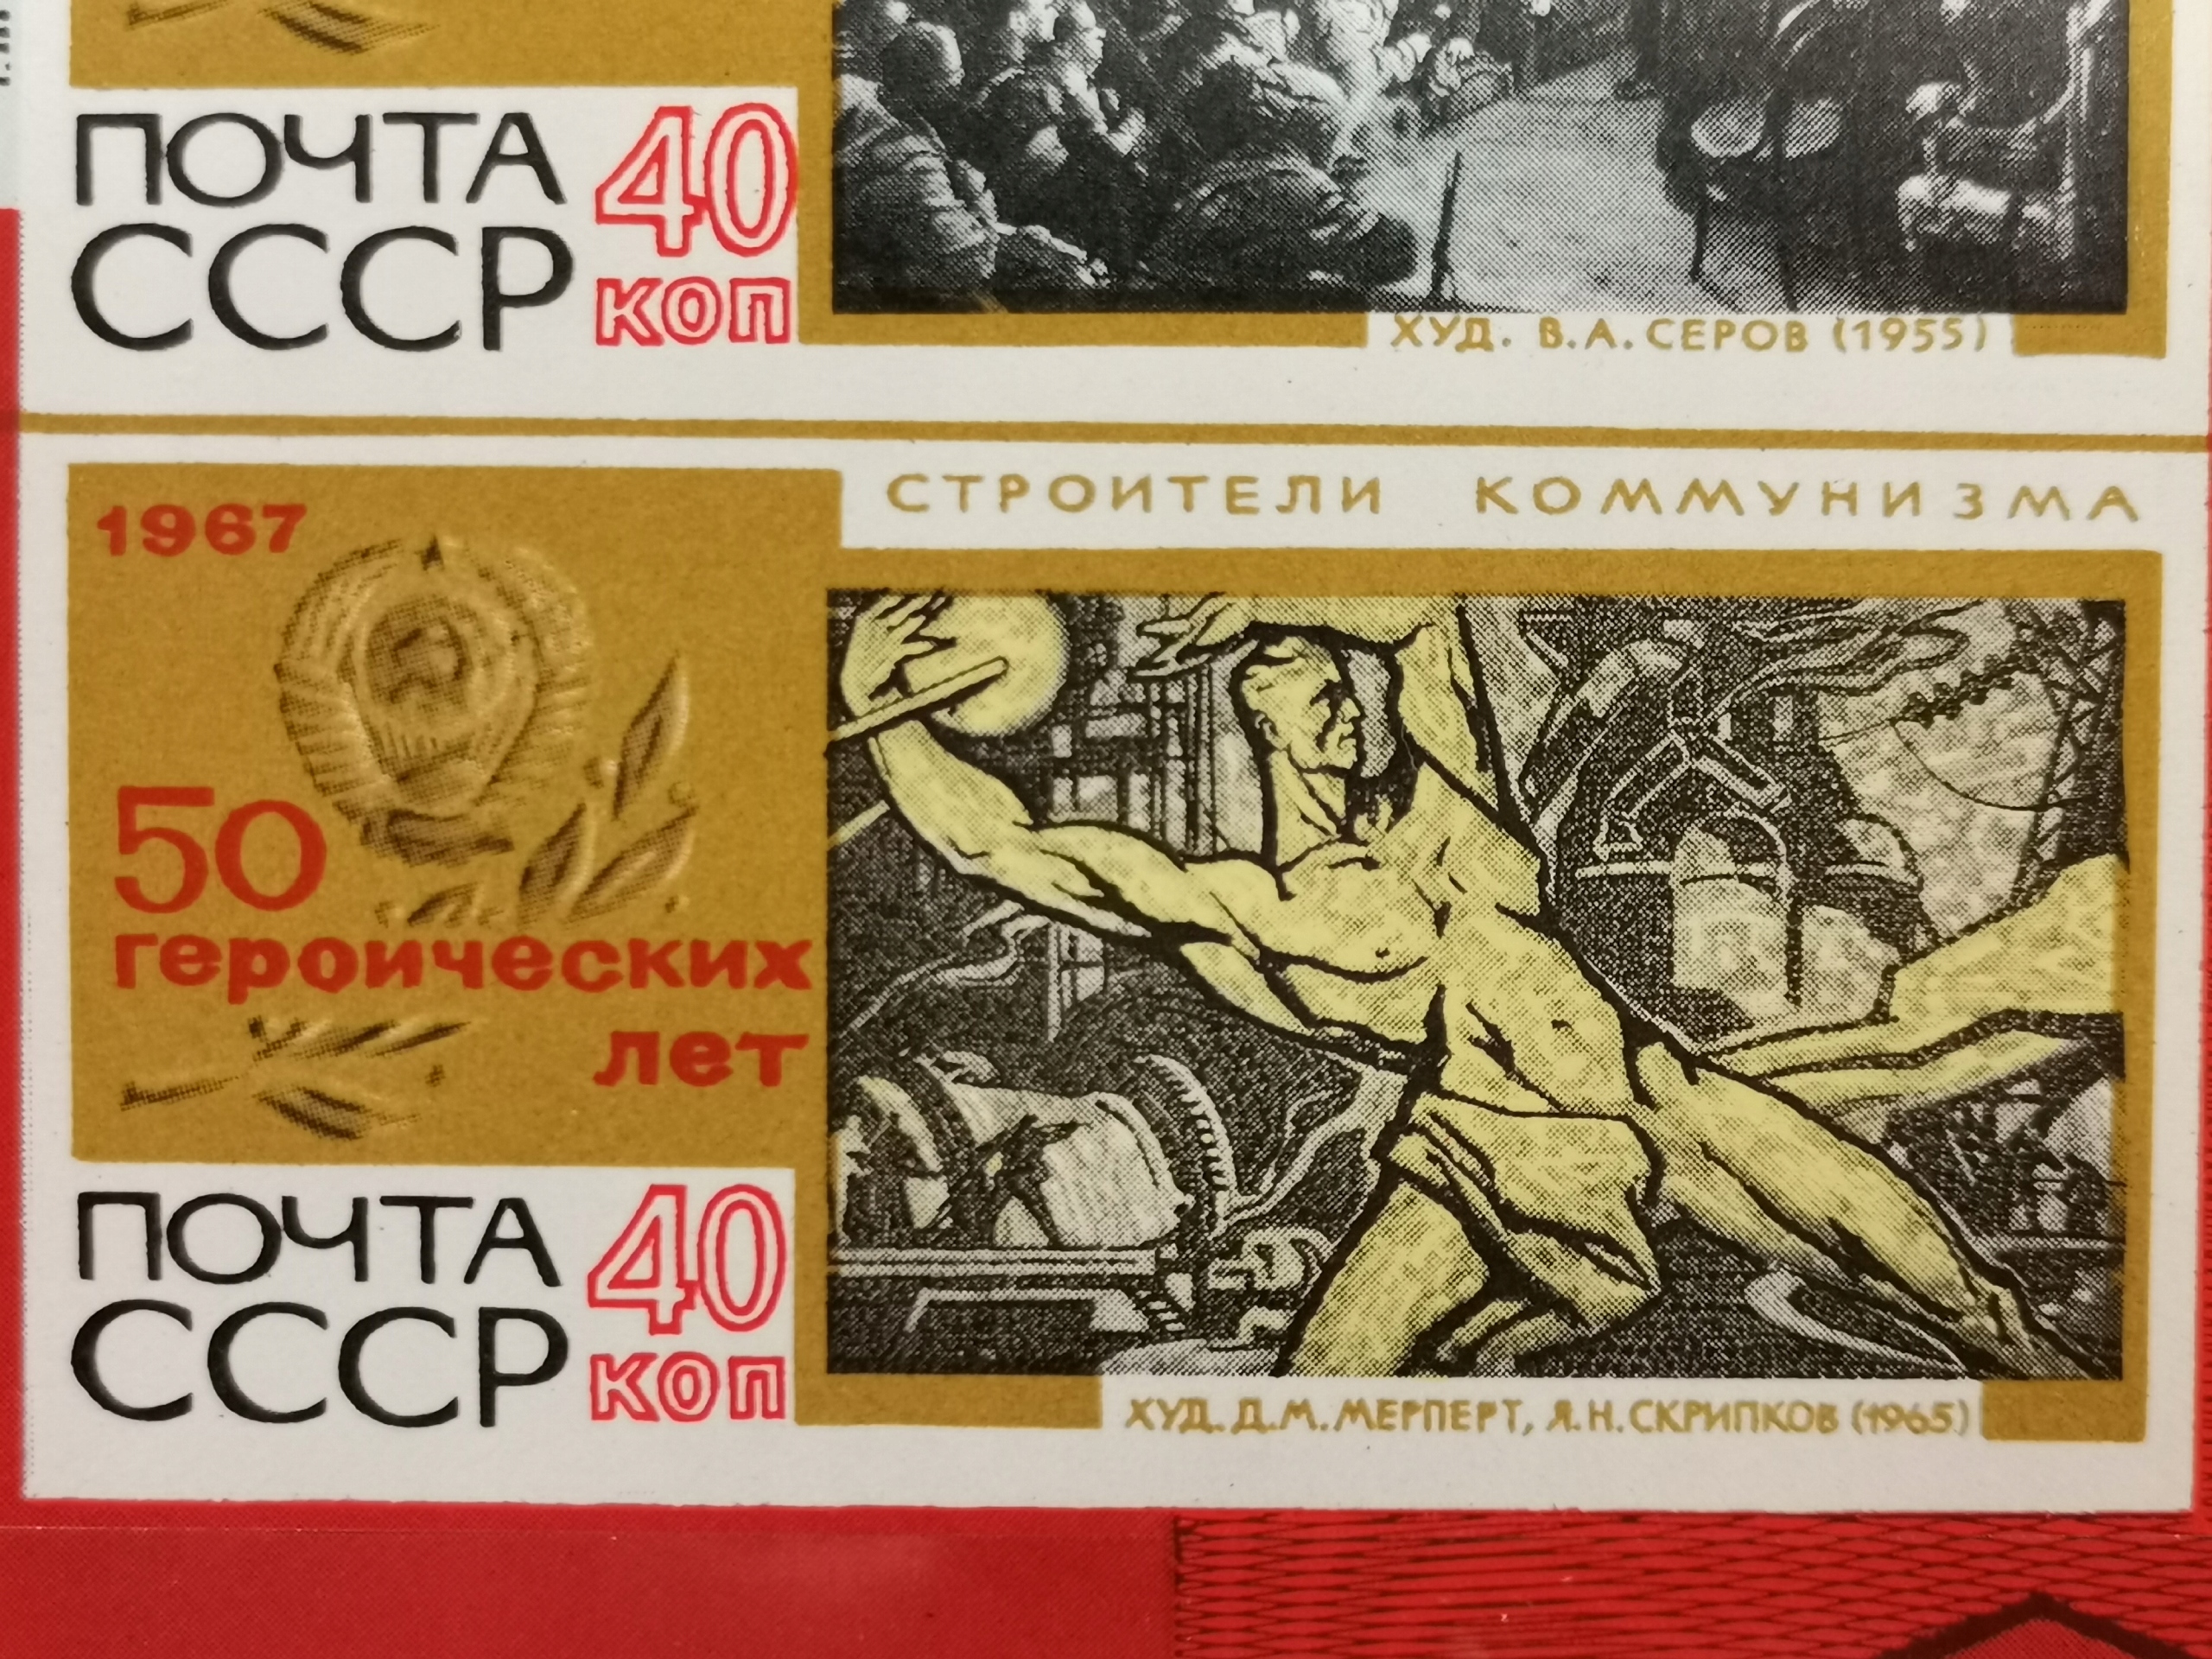 ПОЧТА
СССР
40
коп
ХУД. В.А. СЕРОВ (1955)
СТРОИТЕЛИ КОММУНИЗМА
1967
50
героических
лет
ПОЧТА
СССР
40
коп
ХУД. Д.М. МЕРПЕРТ, Я.Н. СКРИПКОВ (1965)